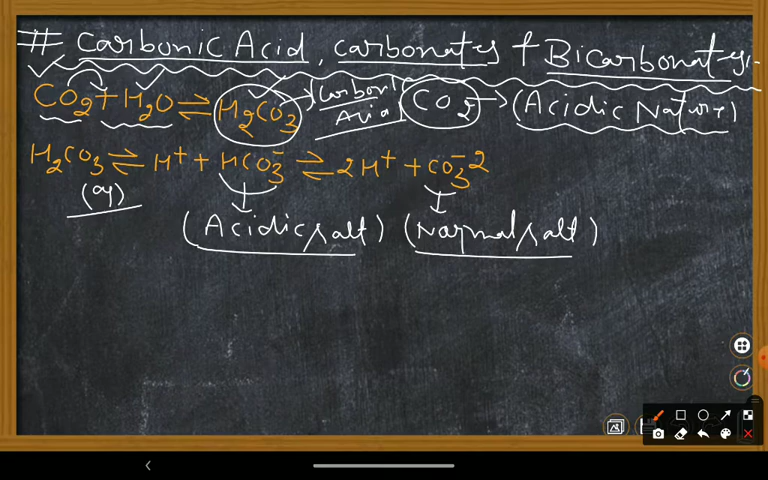 # Carbonic Acid, carbonates + Bicarbonates:-
CO2 + H2O ⇌ H2CO3 → Carboni Acid CO2 → (Acidic Nature)
H2CO3 ⇌ H+ + HCO3- ⇌ 2H+ + CO3-2
(aq)
(Acidic salt) (Normal salt)